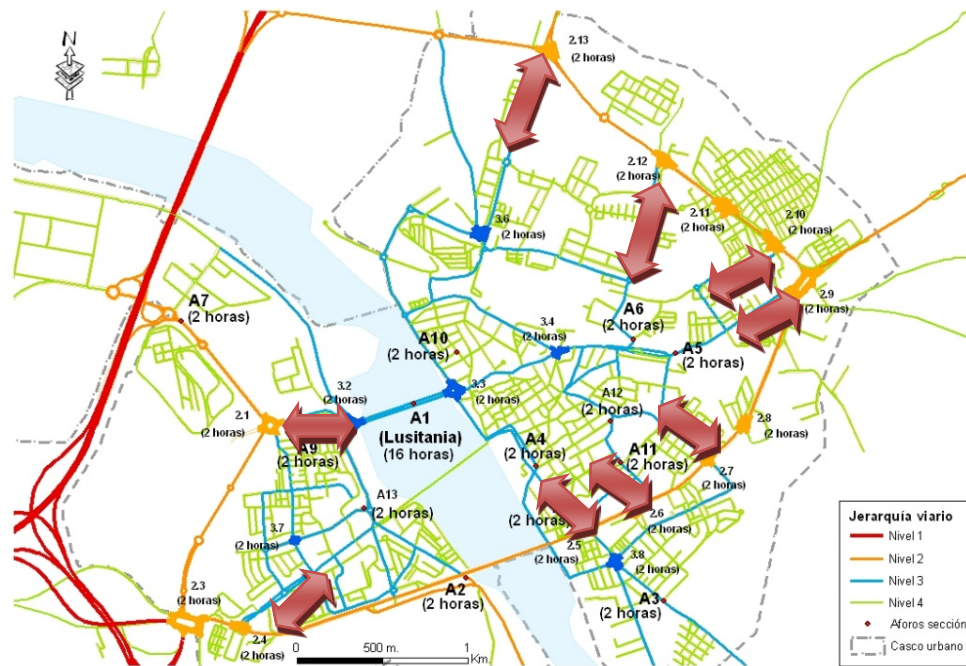 N
2.13
(2 horas)
2.12
(2 horas)
2.11
(2 horas)
2.10
(2 horas)
3.6
(2 horas)
2.9
(2 horas)
A7
(2 horas)
A6
(2 horas)
3.4
(2 horas)
A10
(2 horas)
A5
(2 horas)
3.2
(2 horas)
3.3
(2 horas)
A1
(Lusitania)
(16 horas)
A12
(2 horas)
2.1
(2 horas)
2.8
(2 horas)
A9
(2 horas)
A4
(2 horas)
A11
(2 horas)
2.7
(2 horas)
A13
(2 horas)
(2 horas)
2.6
(2 horas)
3.7
(2 horas)
2.5
(2 horas)
3.8
(2 horas)
2.3
(2 horas)
A2
(2 horas)
A3
(2 horas)
2.4
(2 horas)
0
500 m.
1
Km.
Jerarquía viario
Nivel 1
Nivel 2
Nivel 3
Nivel 4
Aforos sección
Casco urbano